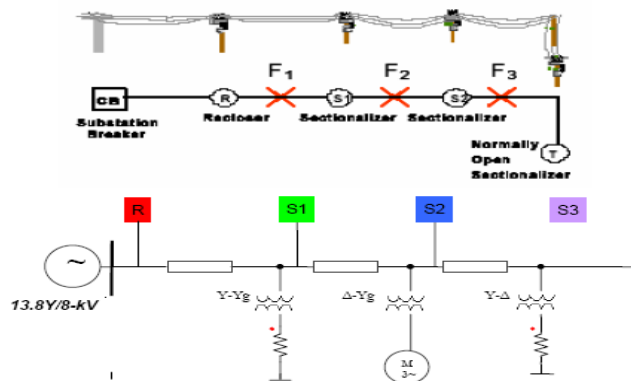 F1 F2 F3
CB R S1 S2
Substation Breaker
Recloser
Sectionalizer
Sectionalizer
Normally Open Sectionalizer
T
R S1 S2 S3
~
13.8Y/8-kV
Y-Yg Δ-Yg Y-Δ
M
3~